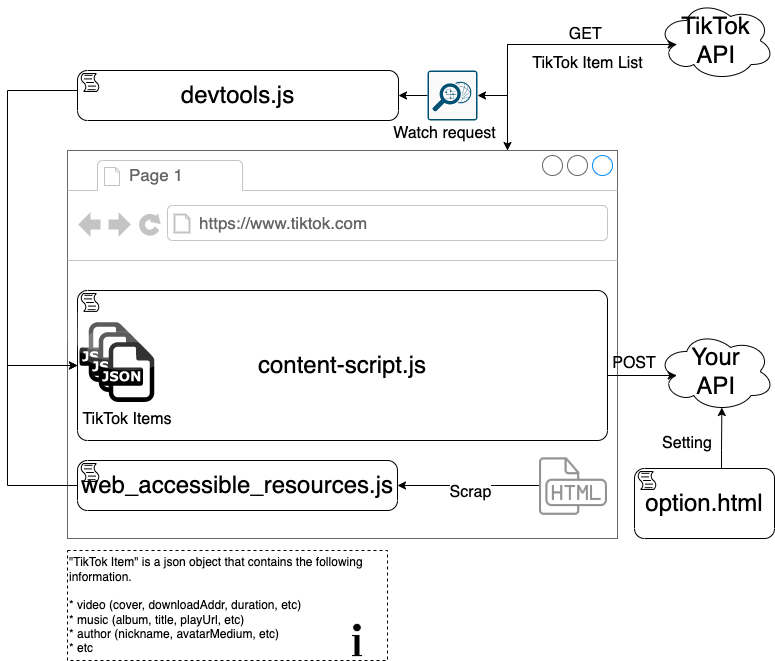 TikTok
API
GET
TikTok Item List
devtools.js
Watch request
Page 1
https://www.tiktok.com
content-script.js
JS
JS
JSON
TikTok Items
POST
Your
API
Setting
web_accessible_resources.js
Scrap
HTML
option.html
"TikTok Item" is a json object that contains the following
information.
* video (cover, downloadAddr, duration, etc)
* music (album, title, playUrl, etc)
* author (nickname, avatarMedium, etc)
* etc
i